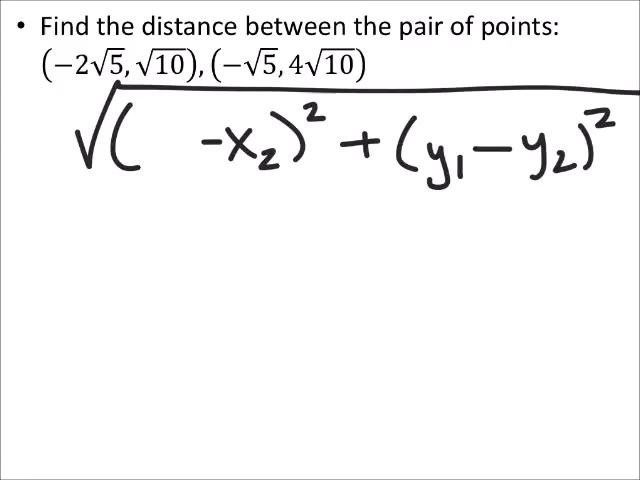 • Find the distance between the pair of points:
(−2√5, √10), (−√5, 4√10)
√( -x₂)² + (y₁ − y₂)²